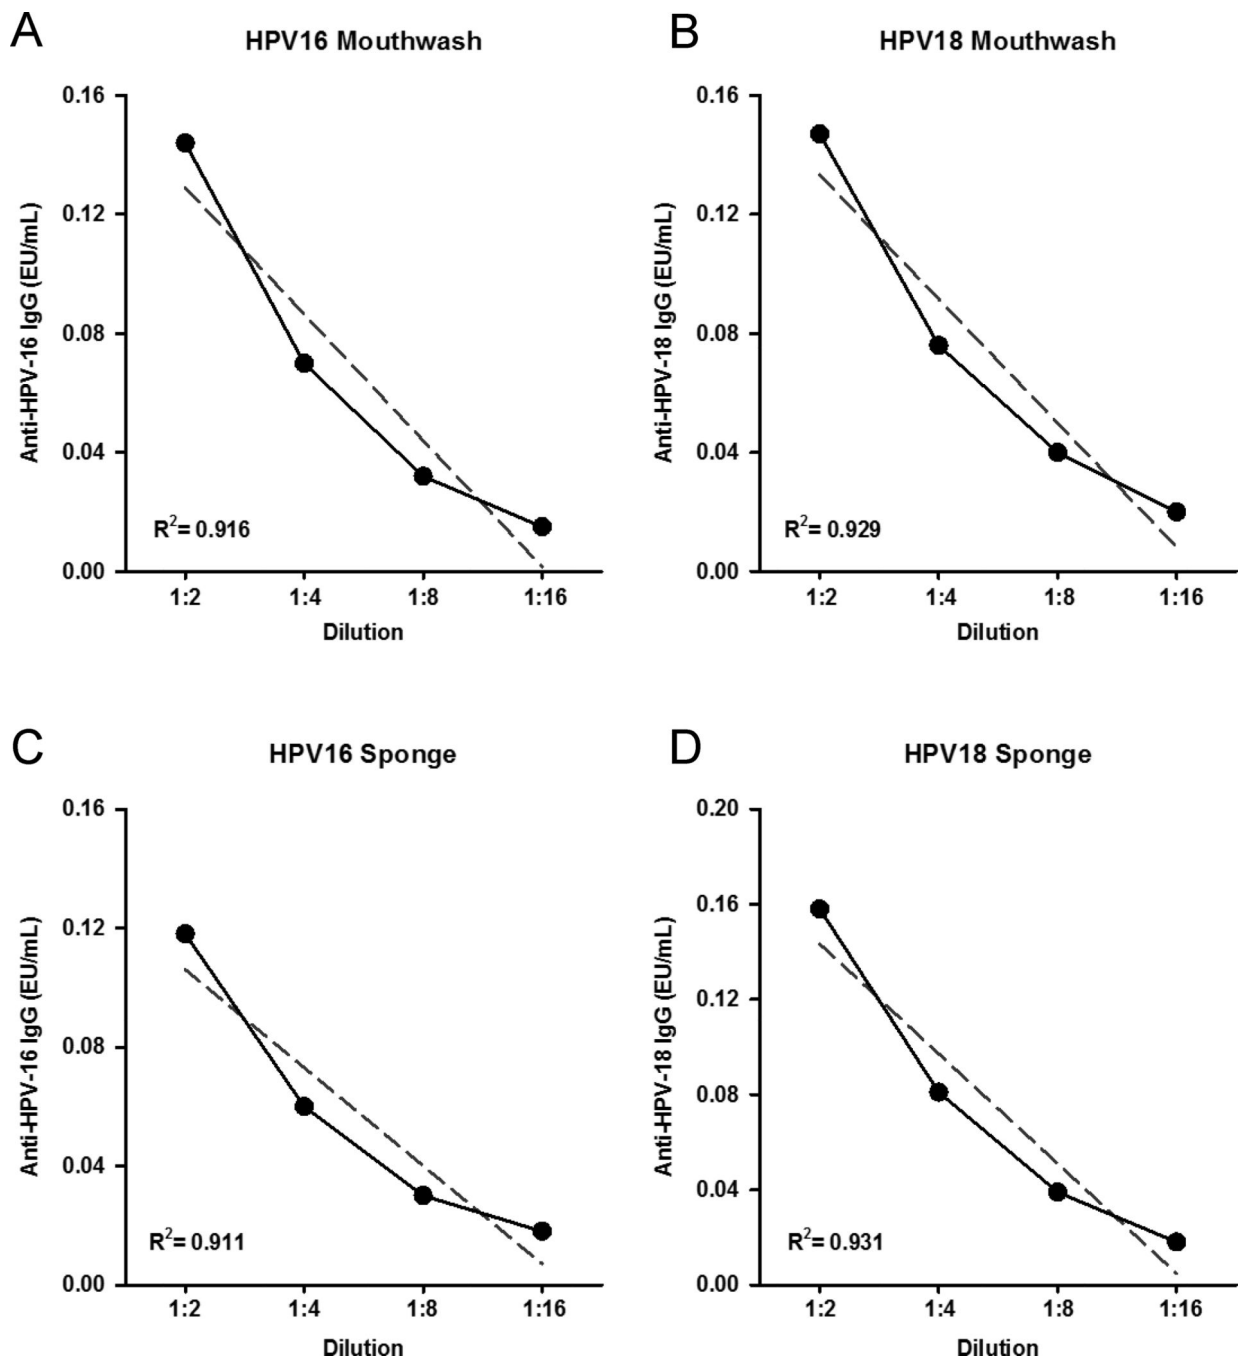 A
HPV16 Mouthwash
Anti-HPV-16 IgG (EU/mL)
0.16
0.12
0.08
0.04
0.00
R²= 0.916
1:2 1:4 1:8 1:16
Dilution
B
HPV18 Mouthwash
Anti-HPV-18 IgG (EU/mL)
0.16
0.12
0.08
0.04
0.00
R²= 0.929
1:2 1:4 1:8 1:16
Dilution
C
HPV16 Sponge
Anti-HPV-16 IgG (EU/mL)
0.16
0.12
0.08
0.04
0.00
R²= 0.911
1:2 1:4 1:8 1:16
Dilution
D
HPV18 Sponge
Anti-HPV-18 IgG (EU/mL)
0.20
0.16
0.12
0.08
0.04
0.00
R²= 0.931
1:2 1:4 1:8 1:16
Dilution